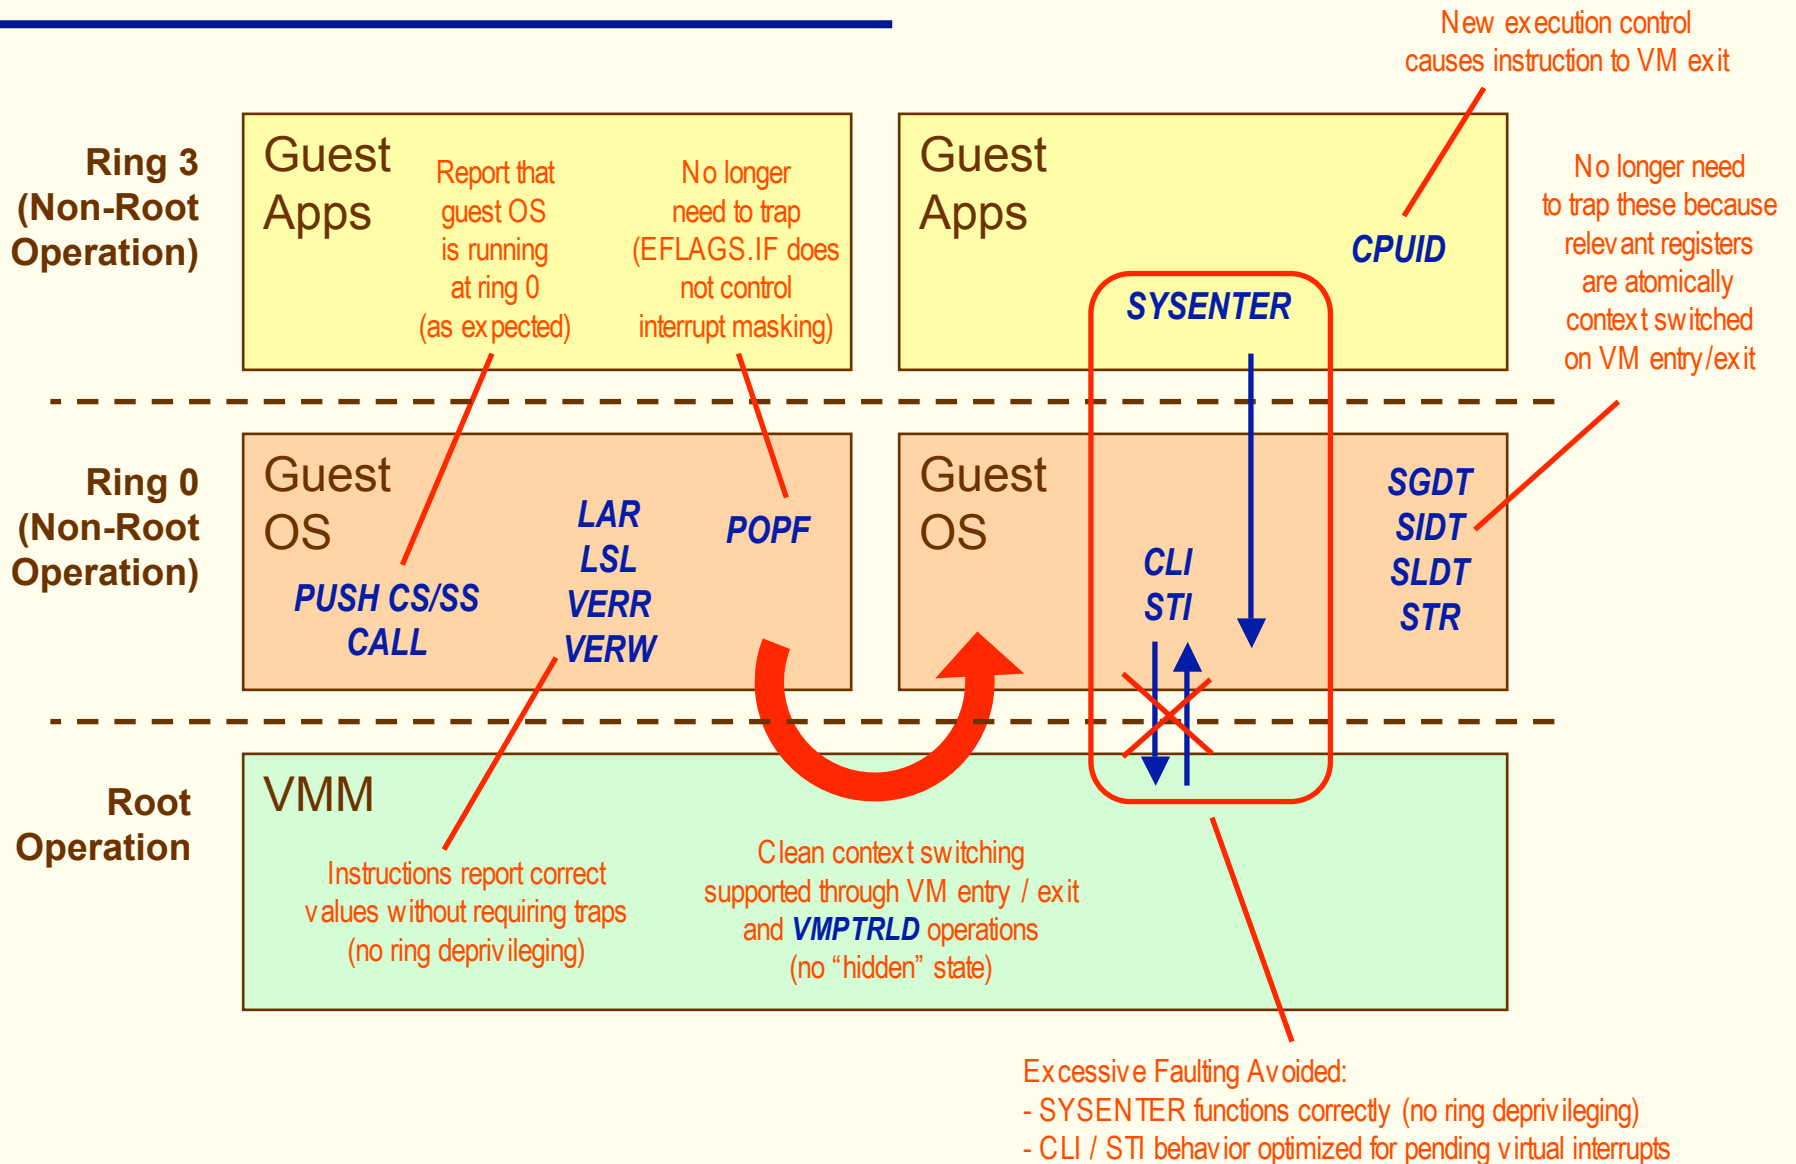 New execution control
causes instruction to VM exit
Ring 3
(Non-Root
Operation)
Guest
Apps
Report that
guest OS
is running
at ring 0
(as expected)
No longer
need to trap
(EFLAGS.IF does
not control
interrupt masking)
Guest
Apps
CPUID
SYSENTER
No longer need
to trap these because
relevant registers
are atomically
context switched
on VM entry/exit
Ring 0
(Non-Root
Operation)
Guest
OS
PUSH CS/SS
CALL
LAR
LSL
VERR
VERW
POPF
Guest
OS
CLI
STI
SGDT
SIDT
SLDT
STR
Root
Operation
VMM
Instructions report correct
values without requiring traps
(no ring deprivileging)
Clean context switching
supported through VM entry / exit
and VMPTRLD operations
(no “hidden” state)
Excessive Faulting Avoided:
- SYSENTER functions correctly (no ring deprivileging)
- CLI / STI behavior optimized for pending virtual interrupts